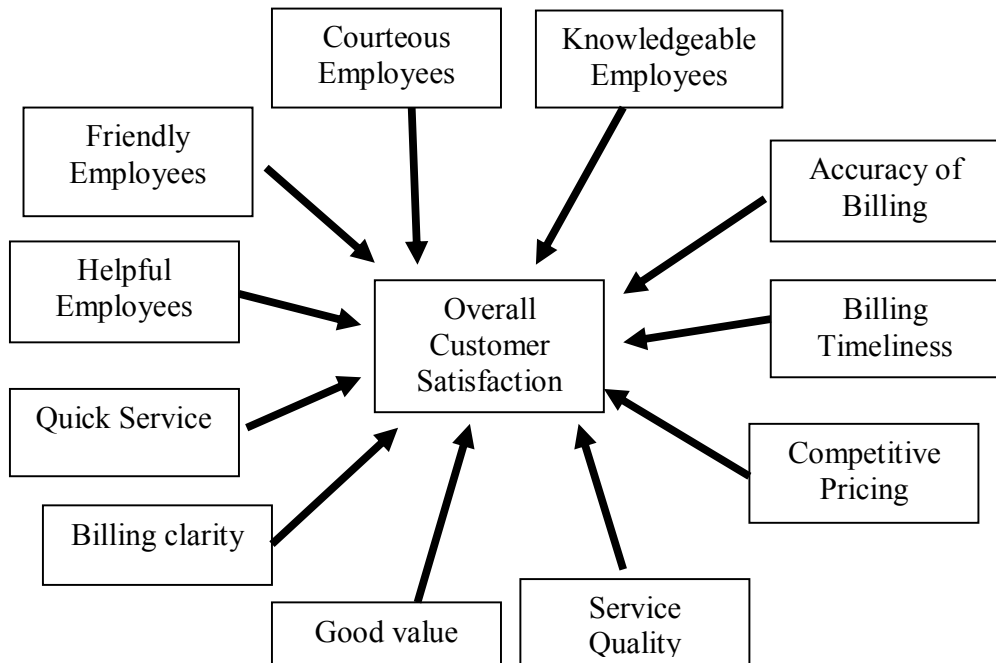 Courteous
Employees
Knowledgeable
Employees
Friendly
Employees
Accuracy of
Billing
Helpful
Employees
Overall
Customer
Satisfaction
Billing
Timeliness
Quick Service
Competitive
Pricing
Billing clarity
Good value
Service
Quality